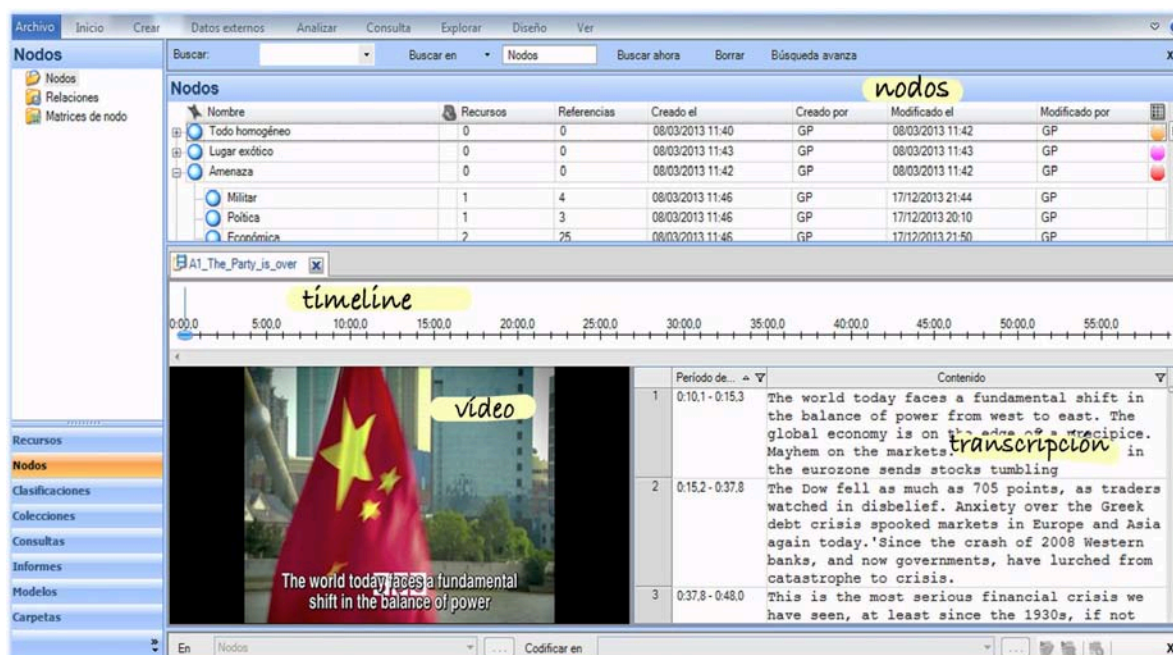 Archivo Inicio Crear Datos externos Analizar Consulta Explorar Diseño Ver
Nodos
Nodos
Relaciones
Matrices de nodo
Buscar: Buscar en Nodos Buscar ahora Borrar Búsqueda avanza
Nodos
nodos
Nombre Recursos Referencias Creado el Creado por Modificado el Modificado por
Todo homogéneo 0 0 08/03/2013 11:40 GP 08/03/2013 11:42 GP
Lugar exótico 0 0 08/03/2013 11:43 GP 08/03/2013 11:43 GP
Amenaza 0 0 08/03/2013 11:42 GP 08/03/2013 11:42 GP
Militar 1 4 08/03/2013 11:46 GP 17/12/2013 21:44 GP
Poítica 1 3 08/03/2013 11:46 GP 17/12/2013 20:10 GP
Económica 2 25 08/03/2013 11:46 GP 17/12/2013 21:50 GP
A1_The_Party_is_over
timeline
0:00,0 5:00,0 10:00,0 15:00,0 20:00,0 25:00,0 30:00,0 35:00,0 40:00,0 45:00,0 50:00,0 55:00,0
vídeo
The world today faces a fundamental
shift in the balance of power
Período de... Contenido
1 0:10,1 - 0:15,3 The world today faces a fundamental shift in
the balance of power from west to east. The
global economy is on the edge of a precipice.
Mayhem on the markets. in
the eurozone sends stocks tumbling
transcripción
2 0:15,2 - 0:37,8 The Dow fell as much as 705 points, as traders
watched in disbelief. Anxiety over the Greek
debt crisis spooked markets in Europe and Asia
again today.'Since the crash of 2008 Western
banks, and now governments, have lurched from
catastrophe to crisis.
3 0:37,8 - 0:48,0 This is the most serious financial crisis we
have seen, at least since the 1930s, if not
Recursos
Nodos
Clasificaciones
Colecciones
Consultas
Informes
Modelos
Carpetas
En Nodos ... Codificar en ...